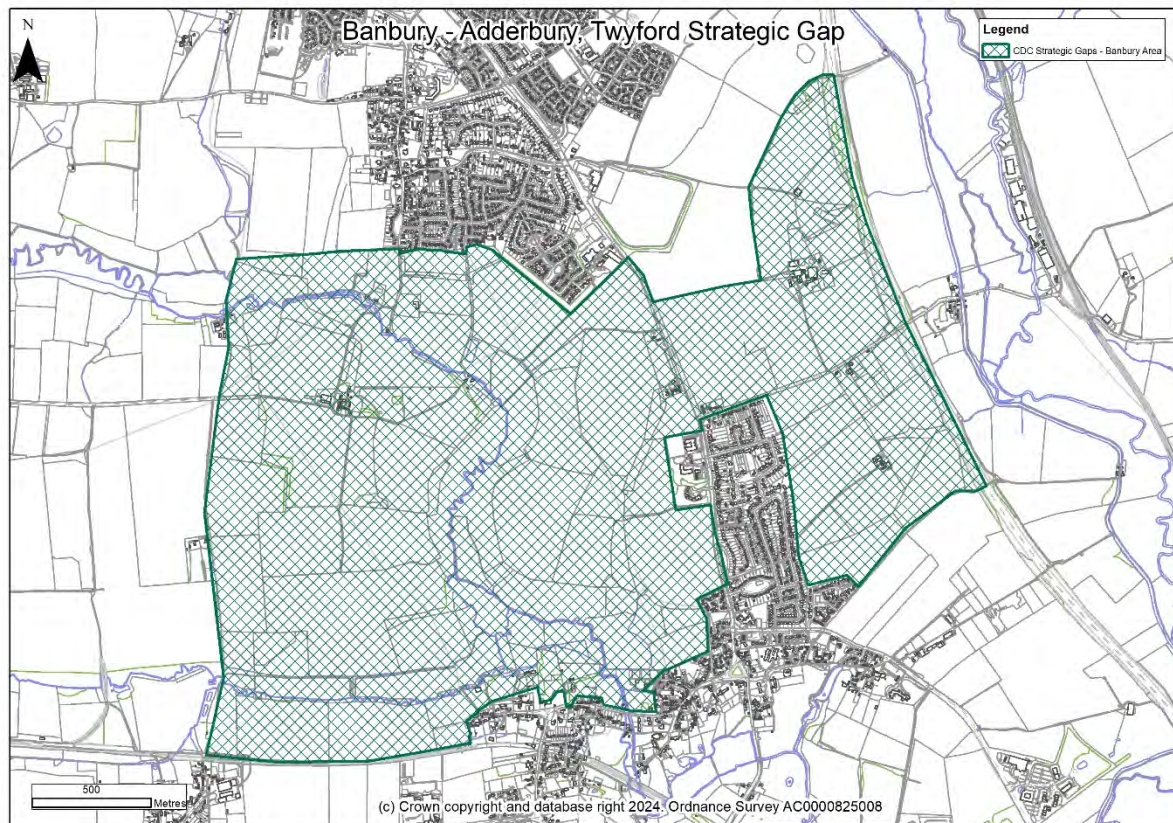 Banbury - Adderbury, Twyford Strategic Gap
N
Legend
CDC Strategic Gaps - Banbury Area
500
Metres
(c) Crown copyright and database right 2024. Ordnance Survey AC0000825008